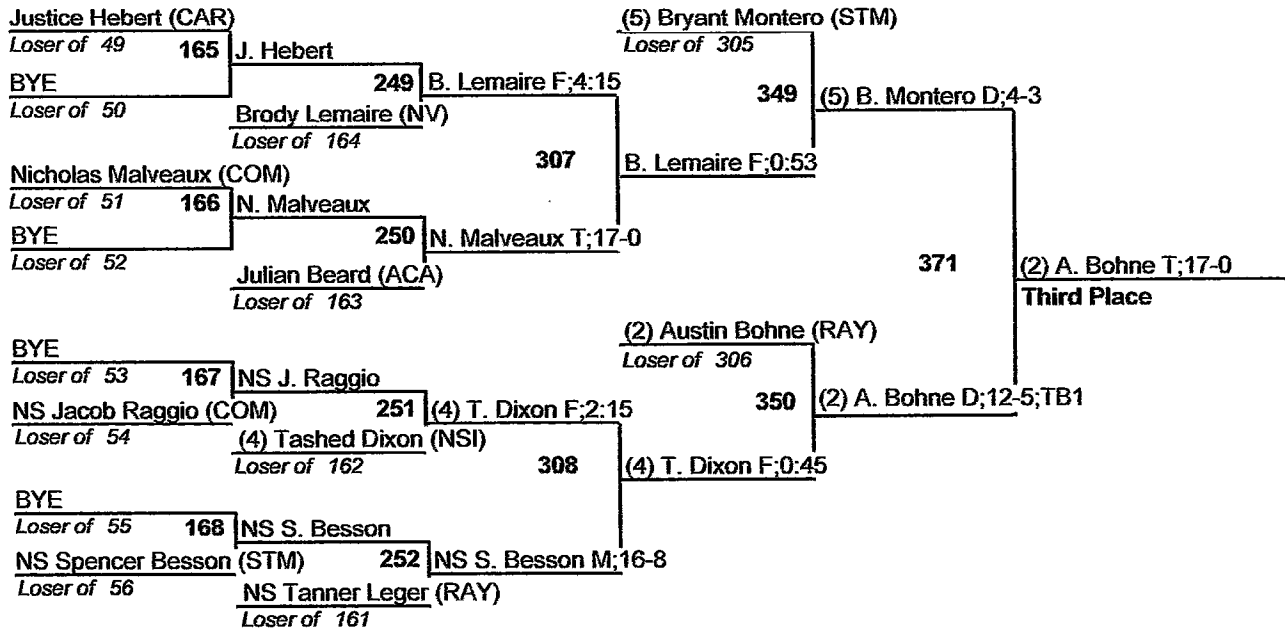 Justice Hebert (CAR)
Loser of 49
165
J. Hebert
BYE
Loser of 50
249
B. Lemaire F;4:15
Brody Lemaire (NV)
Loser of 164
Nicholas Malveaux (COM)
Loser of 51
166
N. Malveaux
BYE
Loser of 52
250
N. Malveaux T;17-0
Julian Beard (ACA)
Loser of 163
307
B. Lemaire F;0:53
(5) Bryant Montero (STM)
Loser of 305
349
(5) B. Montero D;4-3
BYE
Loser of 53
167
NS J. Raggio
NS Jacob Raggio (COM)
Loser of 54
251
(4) T. Dixon F;2:15
(4) Tashed Dixon (NSI)
Loser of 162
BYE
Loser of 55
168
NS S. Besson
NS Spencer Besson (STM)
Loser of 56
252
NS S. Besson M;16-8
NS Tanner Leger (RAY)
Loser of 161
308
(4) T. Dixon F;0:45
(2) Austin Bohne (RAY)
Loser of 306
350
(2) A. Bohne D;12-5;TB1
371
(2) A. Bohne T;17-0
Third Place